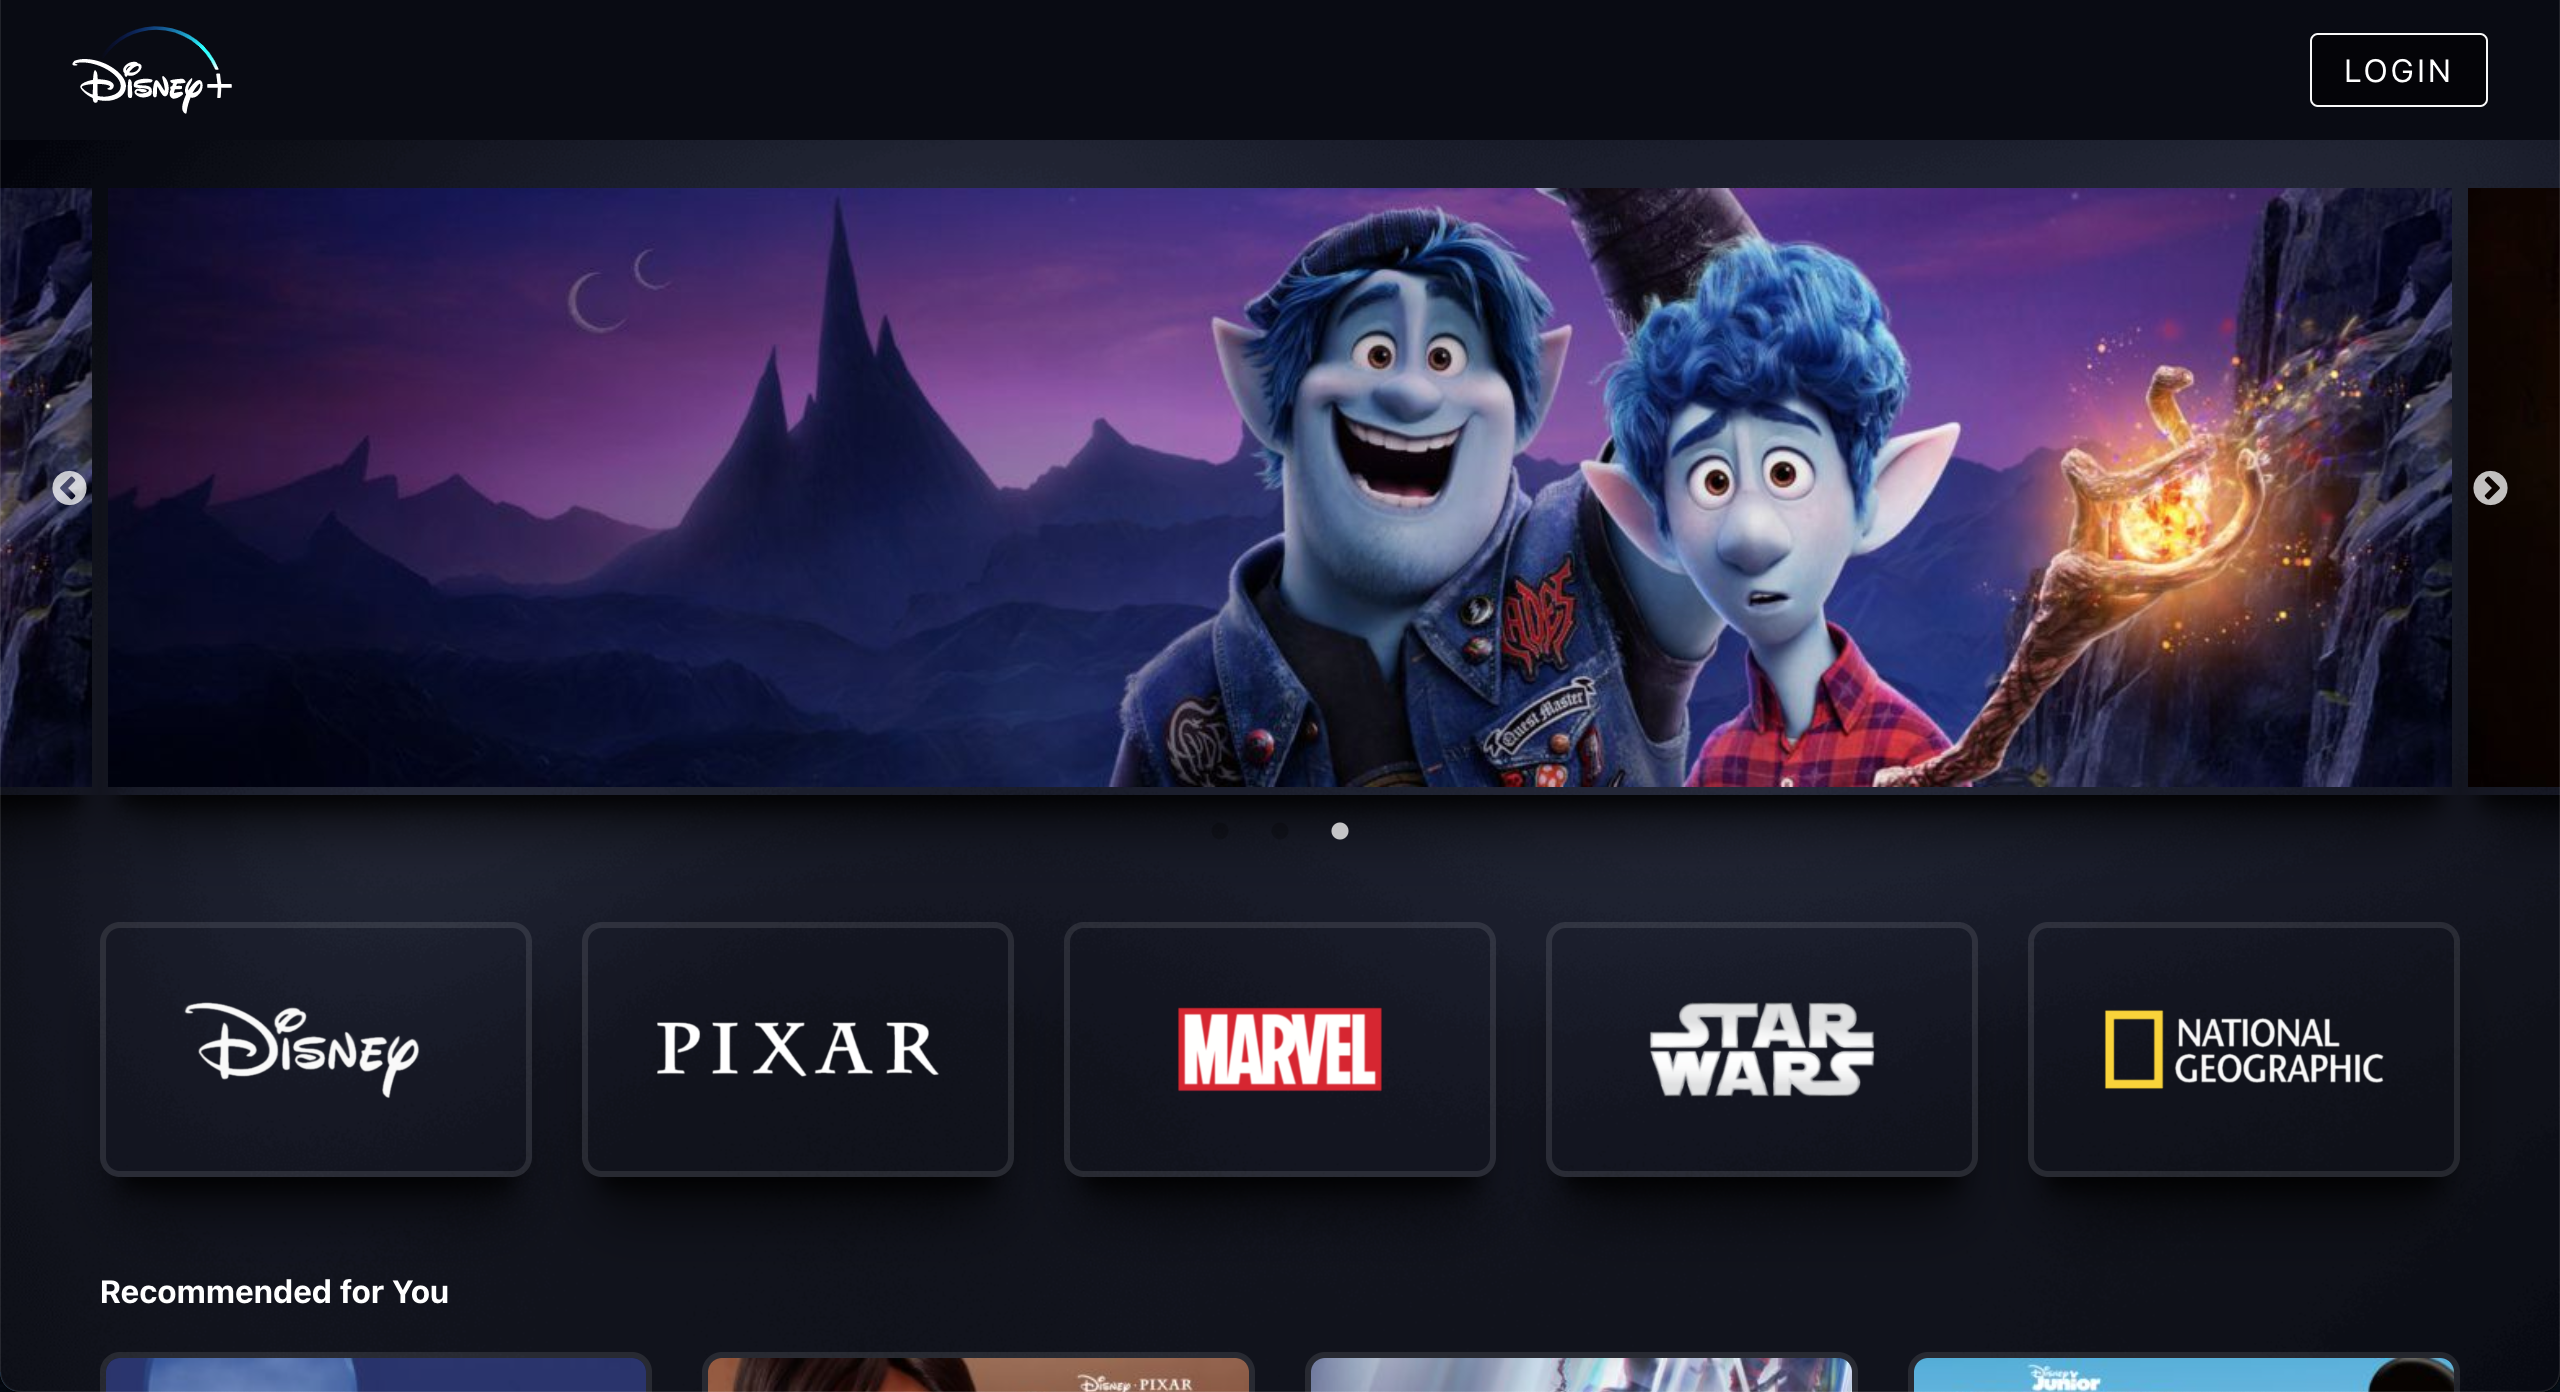 Disney+
LOGIN
Quest Master
Disney
PIXAR
MARVEL
STAR
WARS
NATIONAL
GEOGRAPHIC
Recommended for You
Disney · PIXAR
Disney
Junior